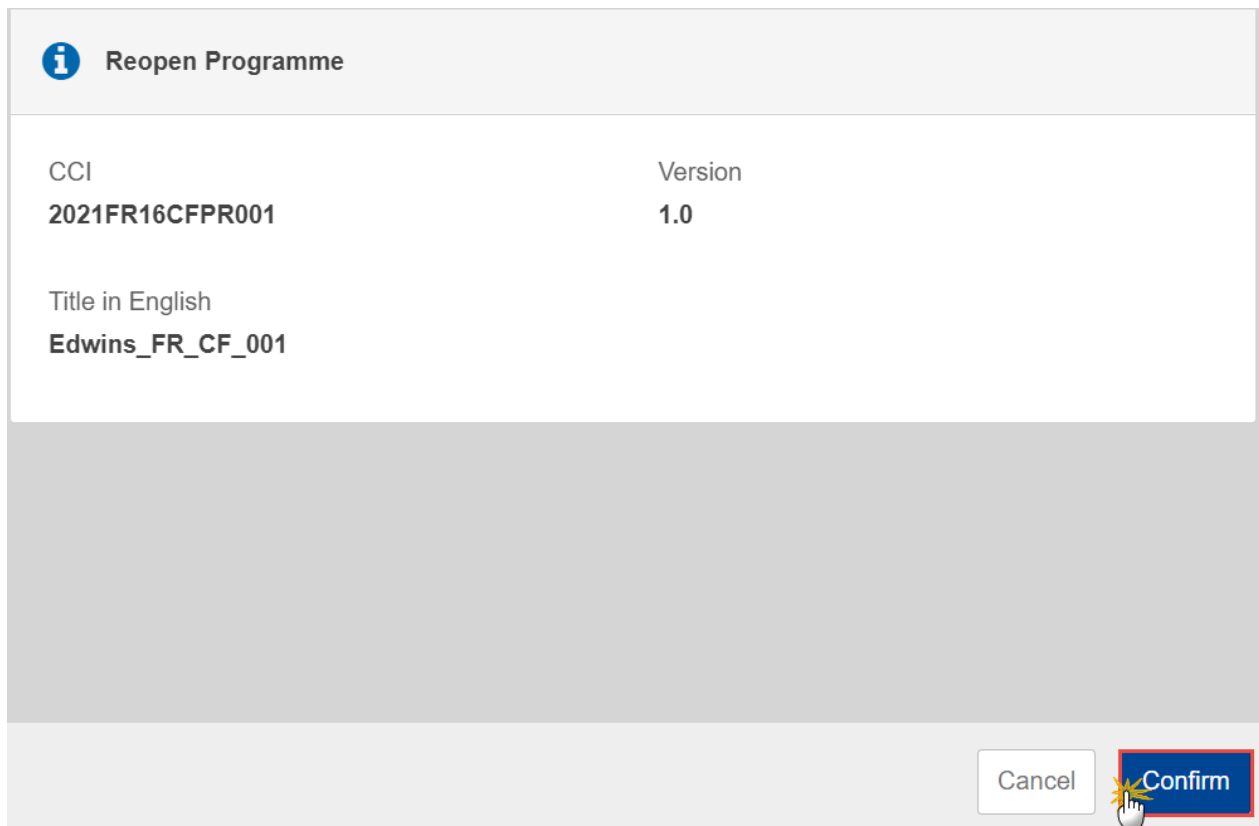 Reopen Programme
CCI
2021FR16CFPR001
Version
1.0
Title in English
Edwins_FR_CF_001
Cancel
Confirm